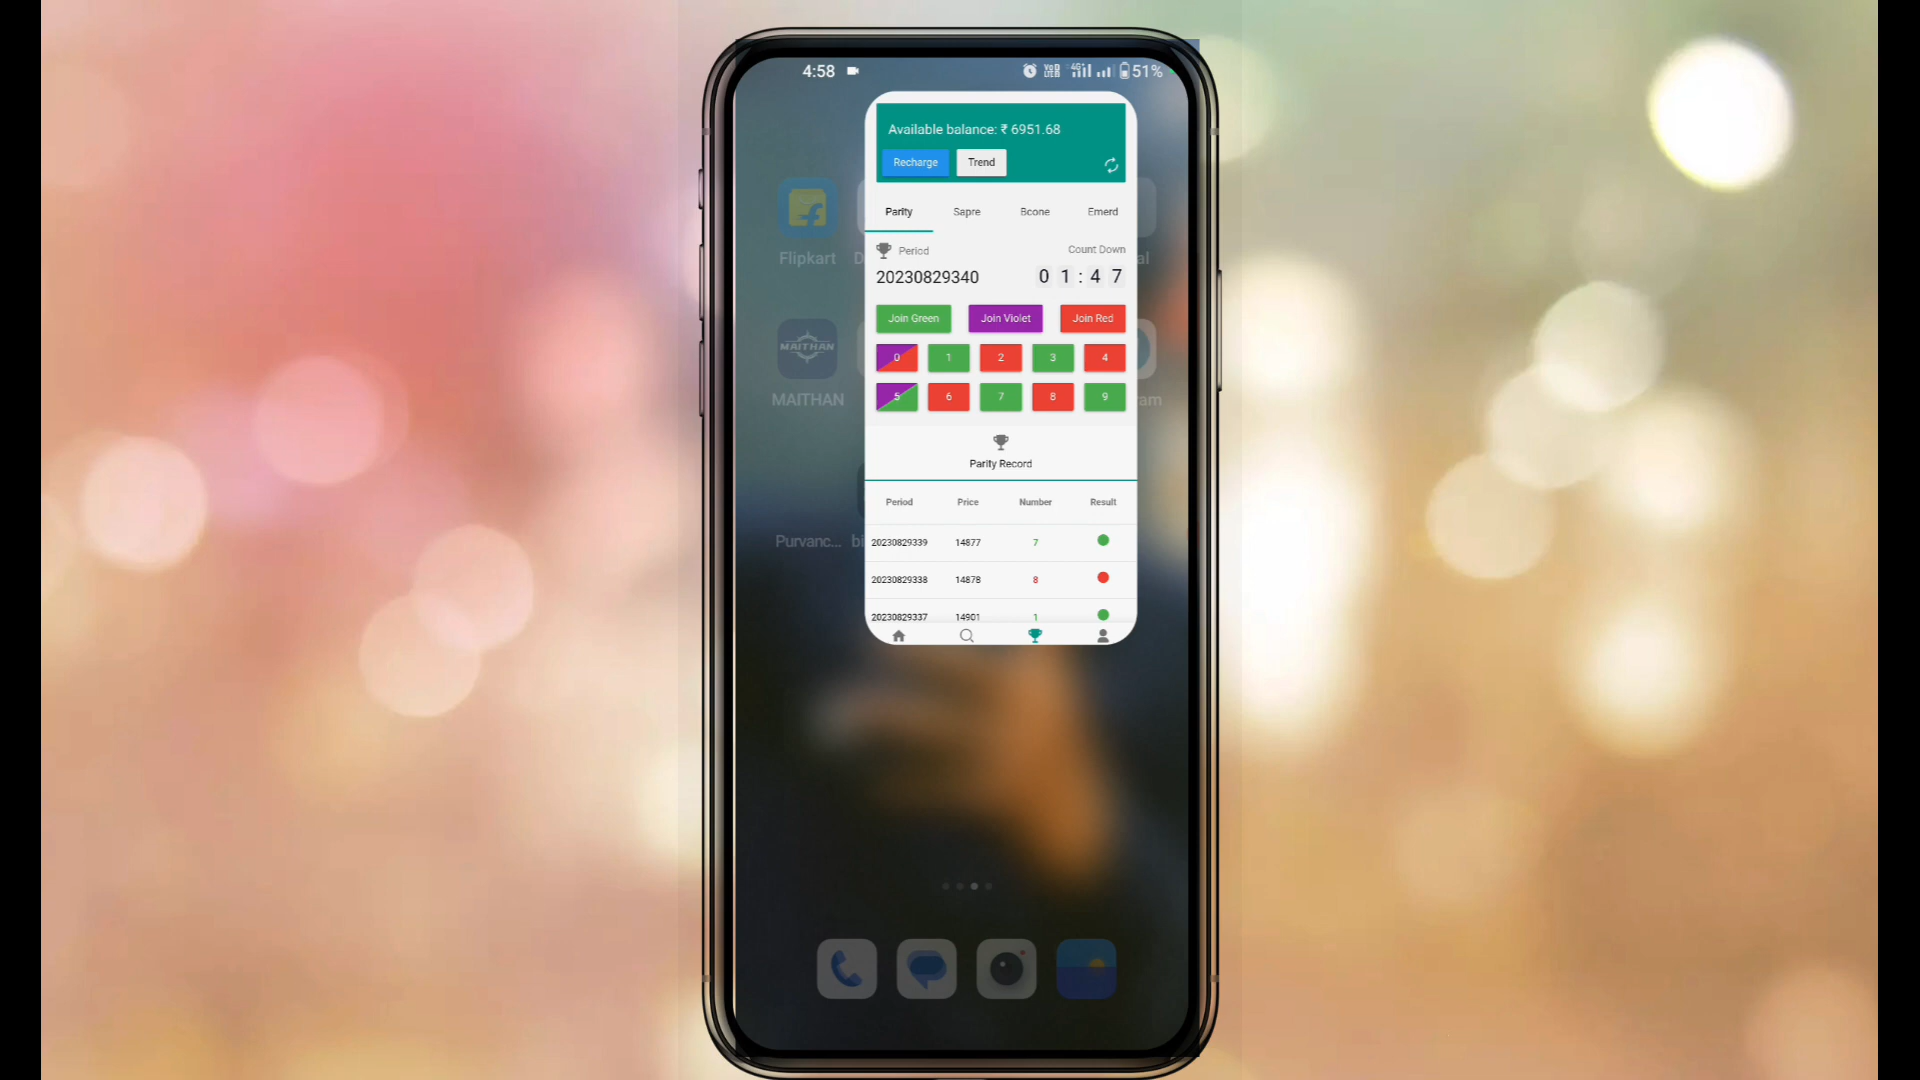 4:58
51%
Available balance: ₹ 6951.68
Recharge
Trend
Parity Sapre Bcone Emerd
Period Count Down
20230829340 0 1 : 4 7
Join Green Join Violet Join Red
0 1 2 3 4
5 6 7 8 9
Parity Record
Period Price Number Result
20230829339 14877 7
20230829338 14878 8
20230829337 14901 1
Flipkart
MAITHAN
MAITHAN
Purvanc...